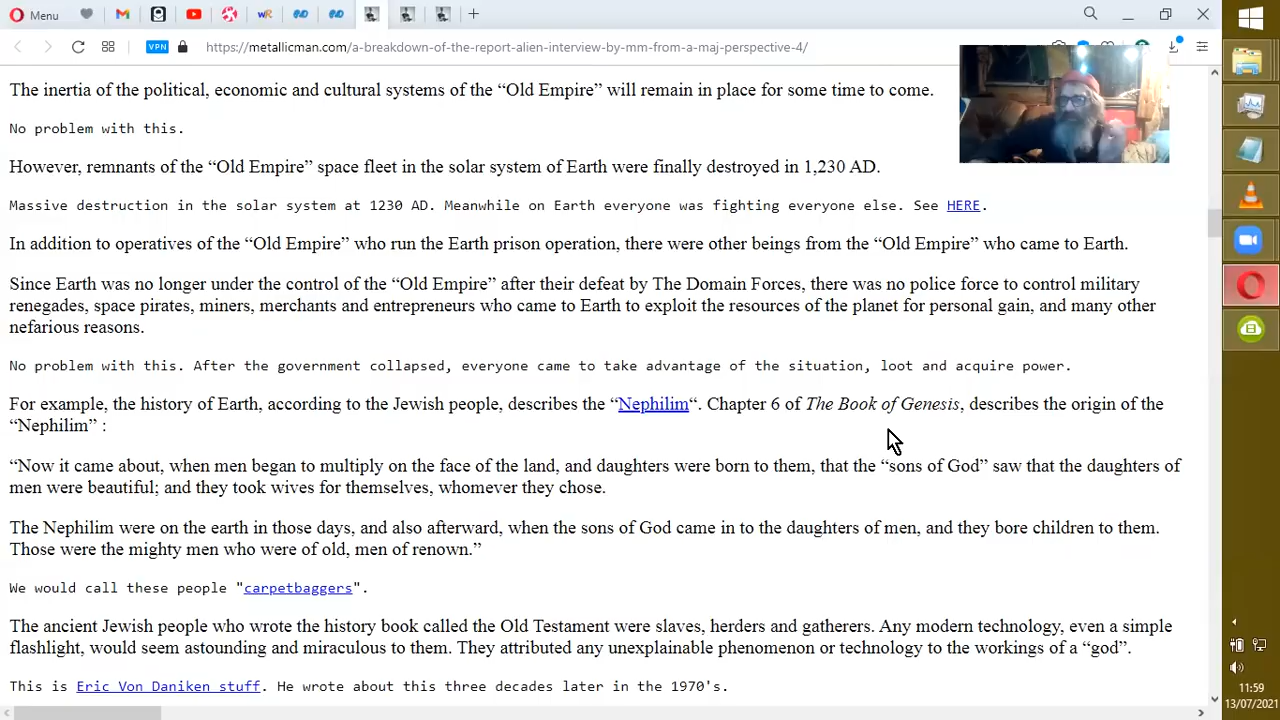 Menu
wR
VPN
https://metallicman.com/a-breakdown-of-the-report-alien-interview-by-mm-from-a-maj-perspective-4/
The inertia of the political, economic and cultural systems of the “Old Empire” will remain in place for some time to come.
No problem with this.
However, remnants of the “Old Empire” space fleet in the solar system of Earth were finally destroyed in 1,230 AD.
Massive destruction in the solar system at 1230 AD. Meanwhile on Earth everyone was fighting everyone else. See HERE.
In addition to operatives of the “Old Empire” who run the Earth prison operation, there were other beings from the “Old Empire” who came to Earth.
Since Earth was no longer under the control of the “Old Empire” after their defeat by The Domain Forces, there was no police force to control military
renegades, space pirates, miners, merchants and entrepreneurs who came to Earth to exploit the resources of the planet for personal gain, and many other
nefarious reasons.
No problem with this. After the government collapsed, everyone came to take advantage of the situation, loot and acquire power.
For example, the history of Earth, according to the Jewish people, describes the “Nephilim“. Chapter 6 of The Book of Genesis, describes the origin of the
“Nephilim” :
“Now it came about, when men began to multiply on the face of the land, and daughters were born to them, that the “sons of God” saw that the daughters of
men were beautiful; and they took wives for themselves, whomever they chose.
The Nephilim were on the earth in those days, and also afterward, when the sons of God came in to the daughters of men, and they bore children to them.
Those were the mighty men who were of old, men of renown.”
We would call these people "carpetbaggers".
The ancient Jewish people who wrote the history book called the Old Testament were slaves, herders and gatherers. Any modern technology, even a simple
flashlight, would seem astounding and miraculous to them. They attributed any unexplainable phenomenon or technology to the workings of a “god”.
This is Eric Von Daniken stuff. He wrote about this three decades later in the 1970's.
11:59
13/07/2021